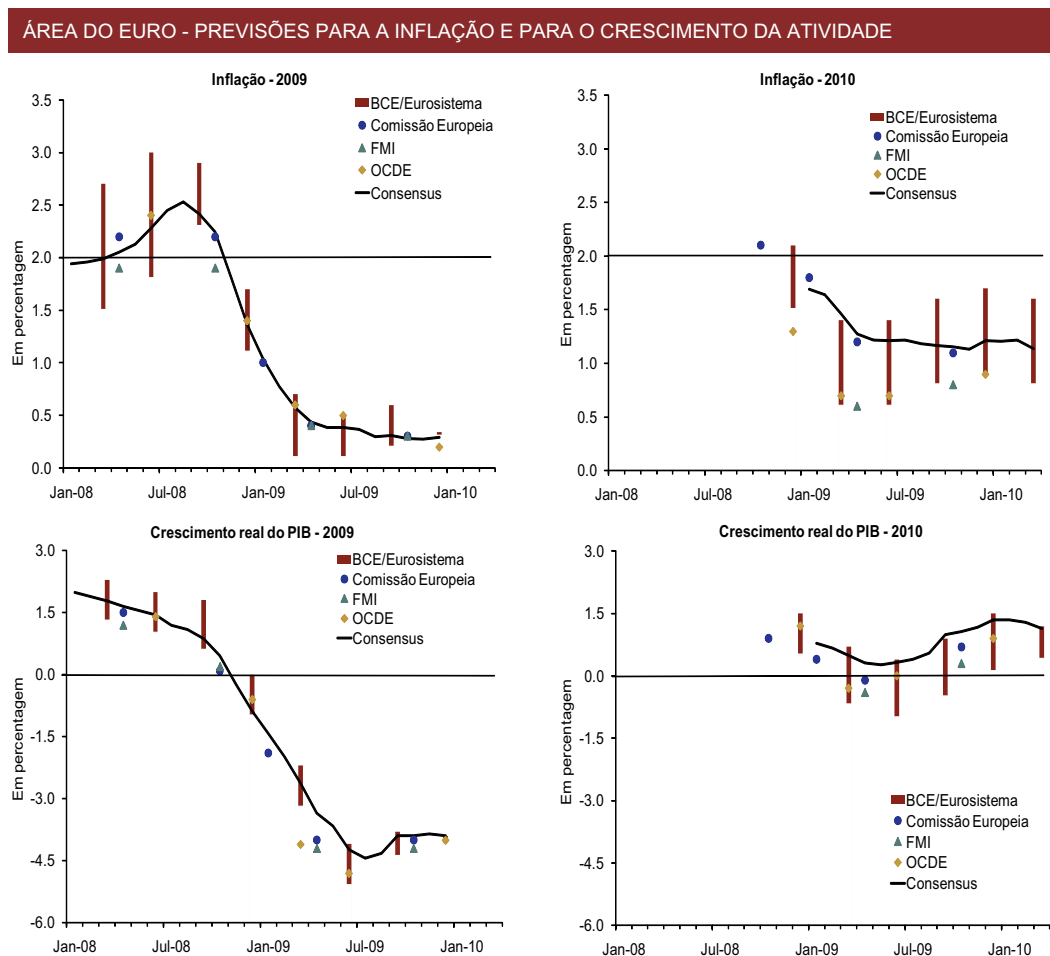 ÁREA DO EURO - PREVISÕES PARA A INFLAÇÃO E PARA O CRESCIMENTO DA ATIVIDADE
Inflação - 2009
Em percentagem
3.5
3.0
2.5
2.0
1.5
1.0
0.5
0.0
Jan-08 Jul-08 Jan-09 Jul-09 Jan-10
BCE/Eurosistema
Comissão Europeia
FMI
OCDE
Consensus
Inflação - 2010
Em percentagem
3.5
3.0
2.5
2.0
1.5
1.0
0.5
0.0
Jan-08 Jul-08 Jan-09 Jul-09 Jan-10
BCE/Eurosistema
Comissão Europeia
FMI
OCDE
Consensus
Crescimento real do PIB - 2009
Em percentagem
3.0
1.5
0.0
-1.5
-3.0
-4.5
-6.0
Jan-08 Jul-08 Jan-09 Jul-09 Jan-10
BCE/Eurosistema
Comissão Europeia
FMI
OCDE
Consensus
Crescimento real do PIB - 2010
Em percentagem
3.0
1.5
0.0
-1.5
-3.0
-4.5
-6.0
Jan-08 Jul-08 Jan-09 Jul-09 Jan-10
BCE/Eurosistema
Comissão Europeia
FMI
OCDE
Consensus